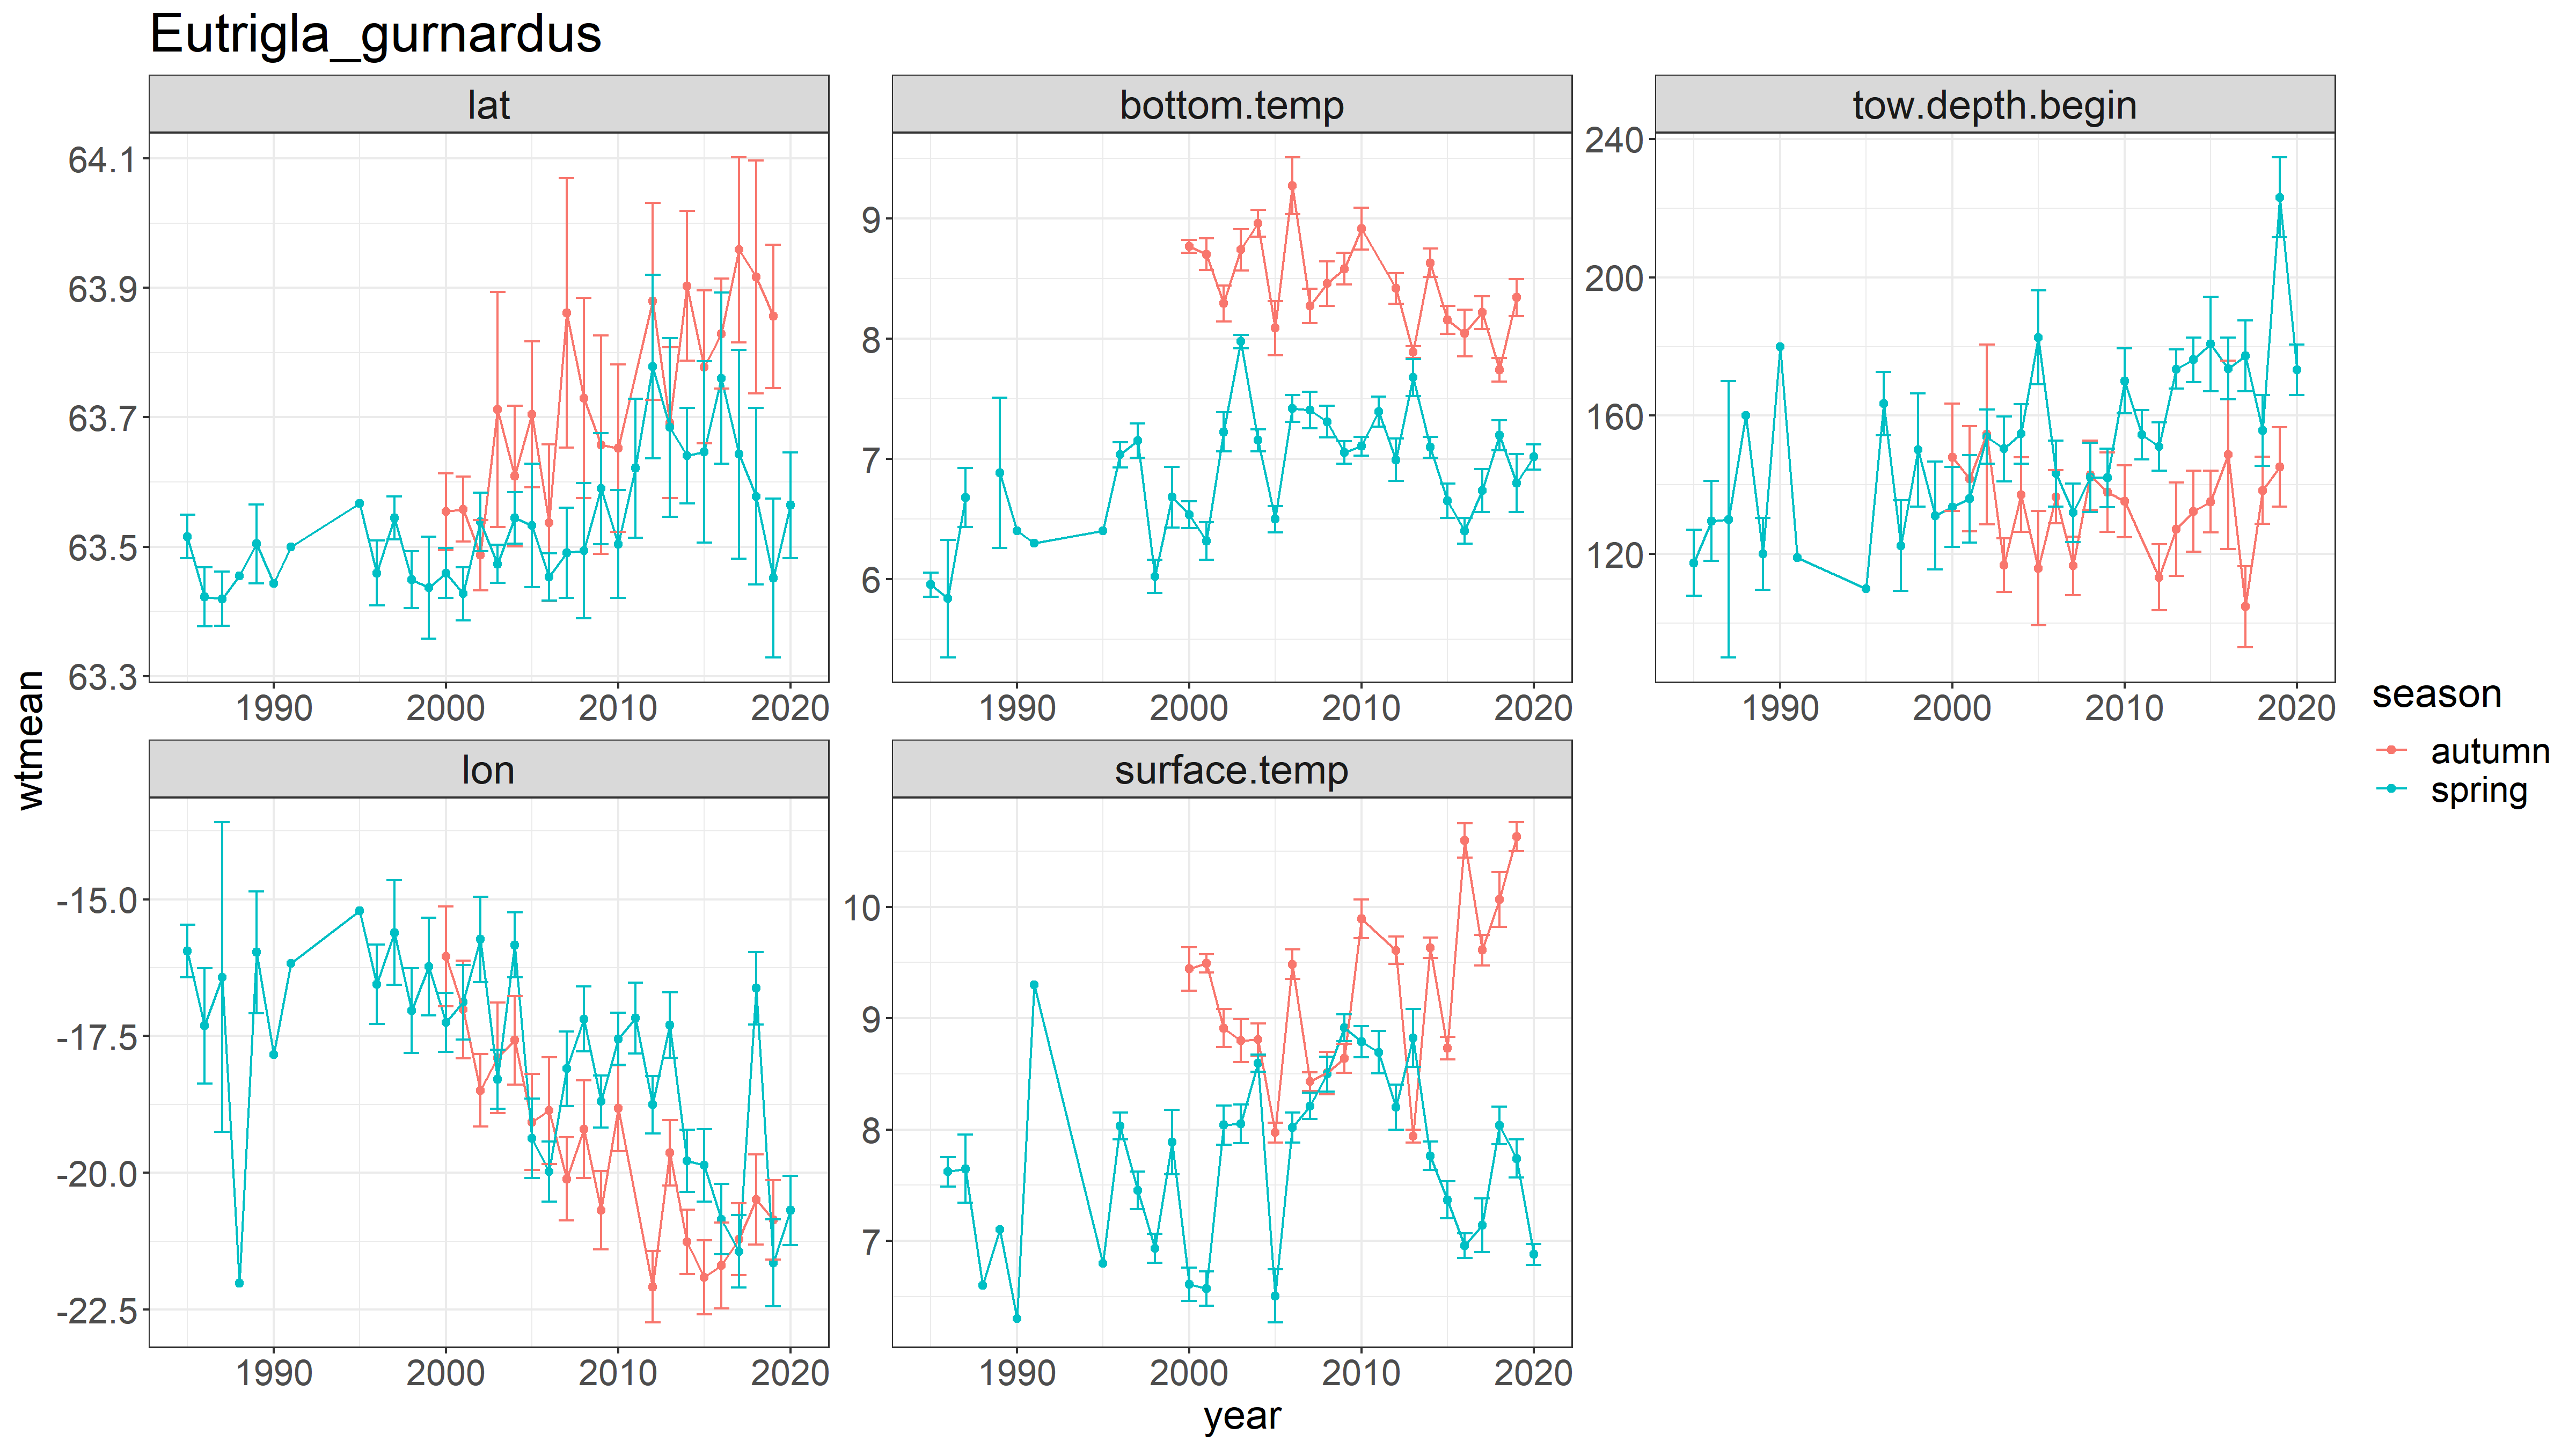 Eutrigla_gurnardus
lat
bottom.temp
tow.depth.begin
64.1
63.9
63.7
63.5
63.3
9
8
7
6
240
200
160
120
1990 2000 2010 2020
1990 2000 2010 2020
1990 2000 2010 2020
wtmean
lon
surface.temp
-15.0
-17.5
-20.0
-22.5
10
9
8
7
1990 2000 2010 2020
1990 2000 2010 2020
year
season
autumn
spring